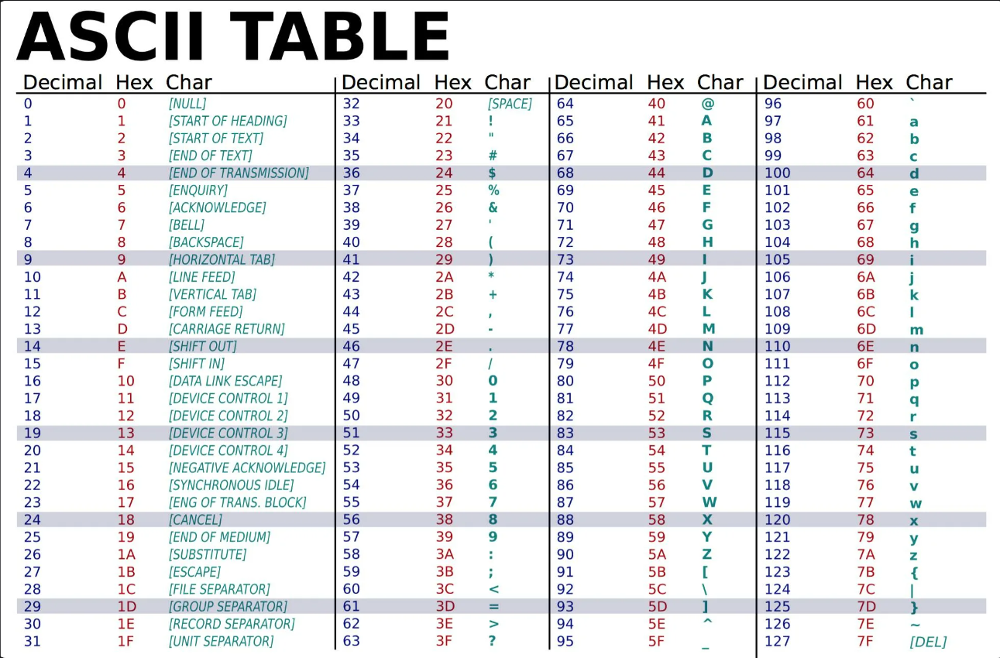 ASCII TABLE
Decimal Hex Char Decimal Hex Char Decimal Hex Char Decimal Hex Char
0 0 [NULL] 32 20 [SPACE] 64 40 @ 96 60 `
1 1 [START OF HEADING] 33 21 ! 65 41 A 97 61 a
2 2 [START OF TEXT] 34 22 " 66 42 B 98 62 b
3 3 [END OF TEXT] 35 23 # 67 43 C 99 63 c
4 4 [END OF TRANSMISSION] 36 24 $ 68 44 D 100 64 d
5 5 [ENQUIRY] 37 25 % 69 45 E 101 65 e
6 6 [ACKNOWLEDGE] 38 26 & 70 46 F 102 66 f
7 7 [BELL] 39 27 ' 71 47 G 103 67 g
8 8 [BACKSPACE] 40 28 ( 72 48 H 104 68 h
9 9 [HORIZONTAL TAB] 41 29 ) 73 49 I 105 69 i
10 A [LINE FEED] 42 2A * 74 4A J 106 6A j
11 B [VERTICAL TAB] 43 2B + 75 4B K 107 6B k
12 C [FORM FEED] 44 2C , 76 4C L 108 6C l
13 D [CARRIAGE RETURN] 45 2D - 77 4D M 109 6D m
14 E [SHIFT OUT] 46 2E . 78 4E N 110 6E n
15 F [SHIFT IN] 47 2F / 79 4F O 111 6F o
16 10 [DATA LINK ESCAPE] 48 30 0 80 50 P 112 70 p
17 11 [DEVICE CONTROL 1] 49 31 1 81 51 Q 113 71 q
18 12 [DEVICE CONTROL 2] 50 32 2 82 52 R 114 72 r
19 13 [DEVICE CONTROL 3] 51 33 3 83 53 S 115 73 s
20 14 [DEVICE CONTROL 4] 52 34 4 84 54 T 116 74 t
21 15 [NEGATIVE ACKNOWLEDGE] 53 35 5 85 55 U 117 75 u
22 16 [SYNCHRONOUS IDLE] 54 36 6 86 56 V 118 76 v
23 17 [ENG OF TRANS. BLOCK] 55 37 7 87 57 W 119 77 w
24 18 [CANCEL] 56 38 8 88 58 X 120 78 x
25 19 [END OF MEDIUM] 57 39 9 89 59 Y 121 79 y
26 1A [SUBSTITUTE] 58 3A : 90 5A Z 122 7A z
27 1B [ESCAPE] 59 3B ; 91 5B [ 123 7B {
28 1C [FILE SEPARATOR] 60 3C < 92 5C \ 124 7C |
29 1D [GROUP SEPARATOR] 61 3D = 93 5D ] 125 7D }
30 1E [RECORD SEPARATOR] 62 3E > 94 5E ^ 126 7E ~
31 1F [UNIT SEPARATOR] 63 3F ? 95 5F _ 127 7F [DEL]